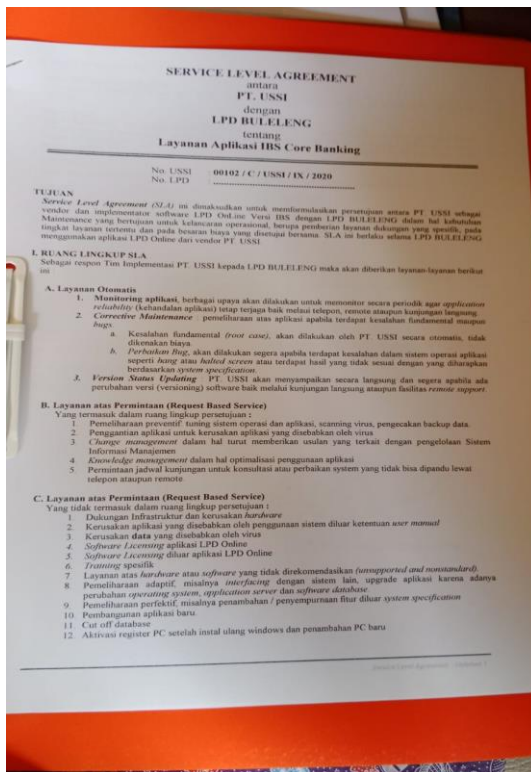 SERVICE LEVEL AGREEMENT
antara
PT. USSI
dengan
LPD BULELENG
tentang
Layanan Aplikasi IBS Core Banking
No. USSI : 00102 / C / USSI / IX / 2020
No. LPD : ........................................
TUJUAN
Service Level Agreement (SLA) ini dimaksudkan untuk memformulasikan persetujuan antara PT. USSI sebagai
vendor dan implementator software LPD OnLine Versi IBS dengan LPD BULELENG dalam hal kebutuhan
Maintenance yang bertujuan untuk kelancaran operasional, berupa pemberian layanan dukungan yang spesifik, pada
tingkat layanan tertentu dan pada besaran biaya yang disetujui bersama. SLA ini berlaku selama LPD BULELENG
menggunakan aplikasi LPD Online dari vendor PT. USSI.
I. RUANG LINGKUP SLA
Sebagai respon Tim Implementasi PT. USSI kepada LPD BULELENG maka akan diberikan layanan-layanan berikut
ini
A. Layanan Otomatis
1. Monitoring aplikasi, berbagai upaya akan dilakukan untuk memonitor secara periodik agar application
reliability (kehandalan aplikasi) tetap terjaga baik melaui telepon, remote ataupun kunjungan langsung.
2. Corrective Maintenance pemeliharaan atas aplikasi apabila terdapat kesalahan fundamental maupun
bugs.
a. Kesalahan fundamental (root case), akan dilakukan oleh PT. USSI secara otomatis, tidak
dikenakan biaya.
b. Perbaikan Bug, akan dilakukan segera apabila terdapat kesalahan dalam sistem operasi aplikasi
seperti hang atau halted screen atau terdapat hasil yang tidak sesuai dengan yang diharapkan
berdasarkan system specification.
3. Version Status Updating PT. USSI akan menyampaikan secara langsung dan segera apabila ada
perubahan versi (versioning) software baik melalui kunjungan langsung ataupun fasilitas remote support.
B. Layanan atas Permintaan (Request Based Service)
Yang termasuk dalam ruang lingkup persetujuan :
1. Pemeliharaan preventif tuning sistem operasi dan aplikasi, scanning virus, pengecakan backup data.
2. Penggantian aplikasi untuk kerusakan aplikasi yang disebabkan oleh virus
3. Change management dalam hal turut memberikan usulan yang terkait dengan pengelolaan Sistem
Informasi Manajemen
4. Knowledge management dalam hal optimalisasi penggunaan aplikasi
5. Permintaan jadwal kunjungan untuk konsultasi atau perbaikan system yang tidak bisa dipandu lewat
telepon ataupun remote
C. Layanan atas Permintaan (Request Based Service)
Yang tidak termasuk dalam ruang lingkup persetujuan :
1. Dukungan Infrastruktur dan kerusakan hardware
2. Kerusakan aplikasi yang disebabkan oleh penggunaan sistem diluar ketentuan user manual
3. Kerusakan data yang disebabkan oleh virus
4. Software Licensing aplikasi LPD Online
5. Software Licensing diluar aplikasi LPD Online
6. Training spesifik
7. Layanan atas hardware atau software yang tidak direkomendasikan (unsupported and nonstandard).
8. Pemeliharaan adaptif, misalnya interfacing dengan sistem lain, upgrade aplikasi karena adanya
perubahan operating system, application server dan software database.
9. Pemeliharaan perfektif, misalnya penambahan / penyempurnaan fitur diluar system specification
10. Pembangunan aplikasi baru
11. Cut off database
12. Aktivasi register PC setelah instal ulang windows dan penambahan PC baru